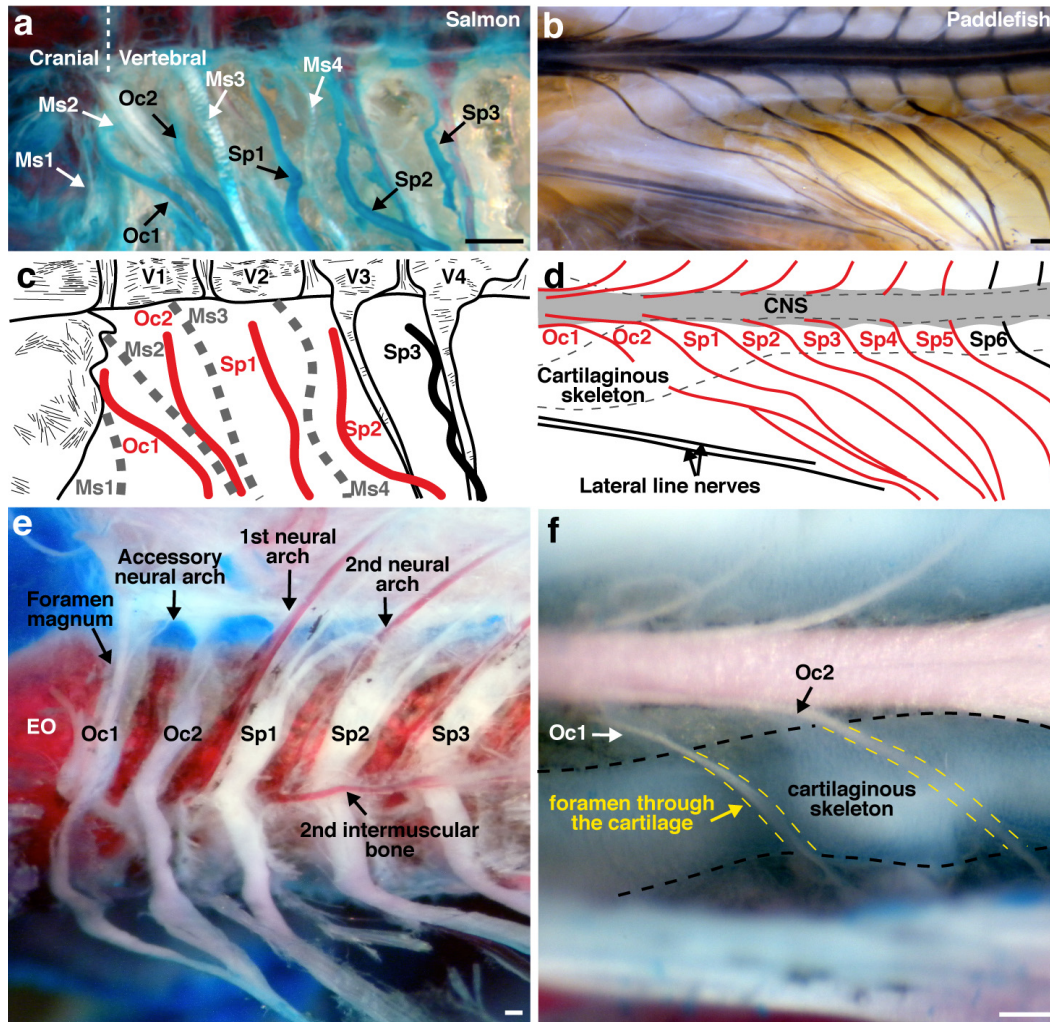 a
Salmon
Cranial
Vertebral
Ms3
Ms4
Oc2
Ms2
Sp3
Sp1
Ms1
Sp2
Oc1
b
Paddlefish
c
V1
V2
V3
V4
Oc2
Ms3
Ms2
Sp3
Sp1
Sp2
Oc1
Ms1
Ms4
d
CNS
Oc1
Oc2
Sp1
Sp2
Sp3
Sp4
Sp5
Sp6
Cartilaginous
skeleton
Lateral line nerves
e
1st neural
arch
Accessory
neural arch
2nd neural
arch
Foramen
magnum
EO
Oc1
Oc2
Sp1
Sp2
Sp3
2nd intermuscular
bone
f
Oc2
Oc1
cartilaginous
skeleton
foramen through
the cartilage